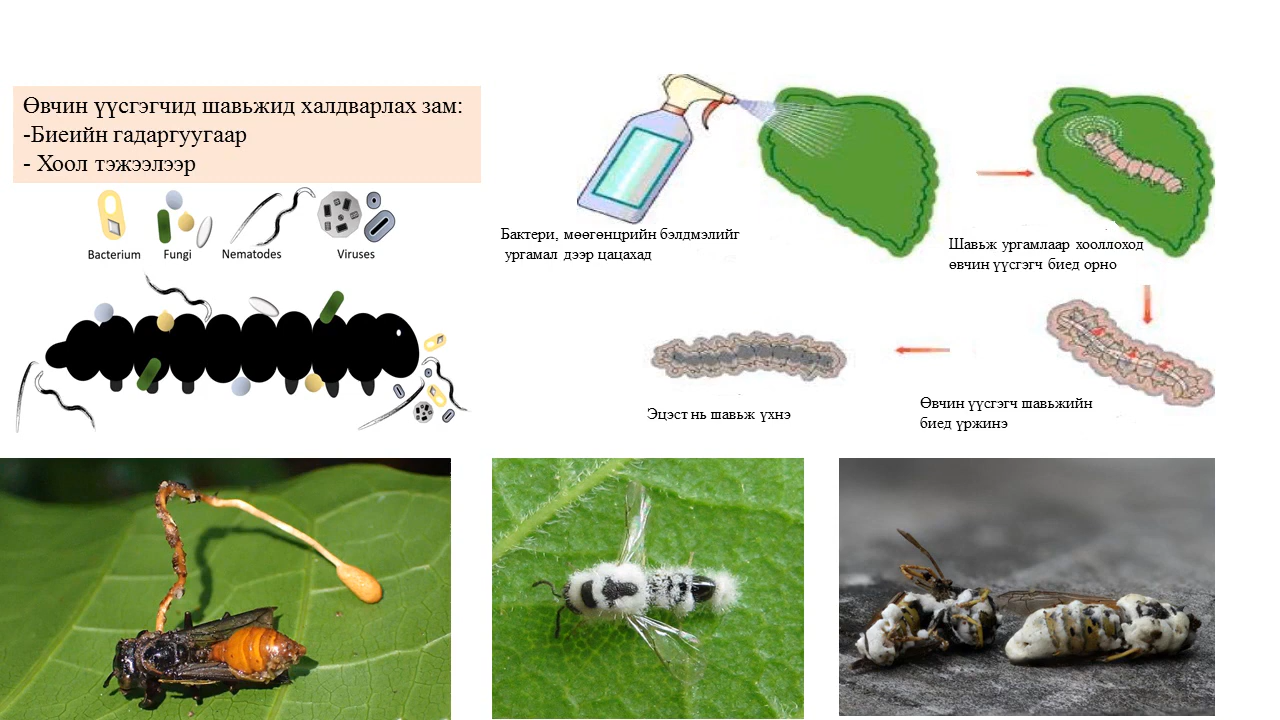 Өвчин үүсгэгчид шавьжид халдварлах зам:
-Биеийн гадаргуугаар
- Хоол тэжээлээр
Bacterium
Fungi
Nematodes
Viruses
Бактери, мөөгөнцрийн бэлдмэлийг
ургамал дээр цацахад
Шавьж ургамлаар хооллоход
өвчин үүсгэгч биед орно
Өвчин үүсгэгч шавьжийн
биед үржинэ
Эцэст нь шавьж үхнэ